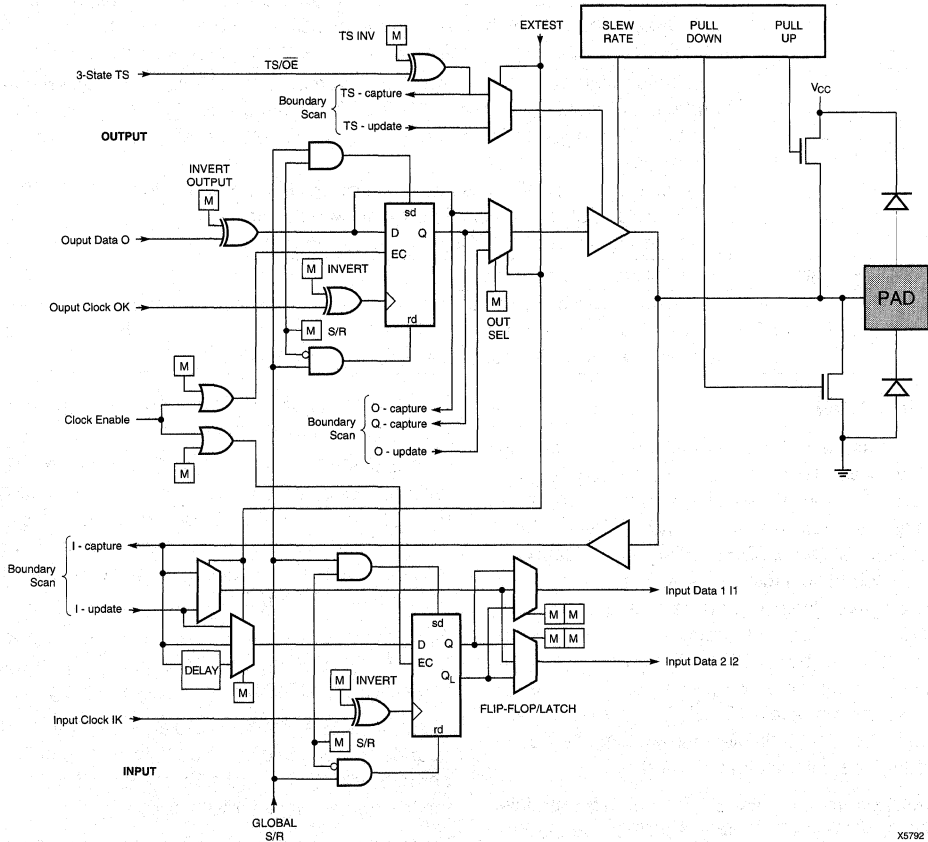 EXTEST
SLEW RATE
PULL DOWN
PULL UP
TS INV
M
TS/OE
3-State TS
TS - capture
Boundary Scan
TS - update
VCC
OUTPUT
INVERT OUTPUT
M
sd
D
Q
EC
Ouput Data O
M
INVERT
Ouput Clock OK
rd
M
S/R
M
OUT SEL
PAD
M
Clock Enable
M
O - capture
Q - capture
Boundary Scan
O - update
I - capture
Boundary Scan
I - update
DELAY
M
sd
D
Q
EC
QL
rd
M
INVERT
Input Clock IK
M
S/R
Input Data 1 I1
M M
M M
Input Data 2 I2
FLIP-FLOP/LATCH
INPUT
GLOBAL S/R
X5792